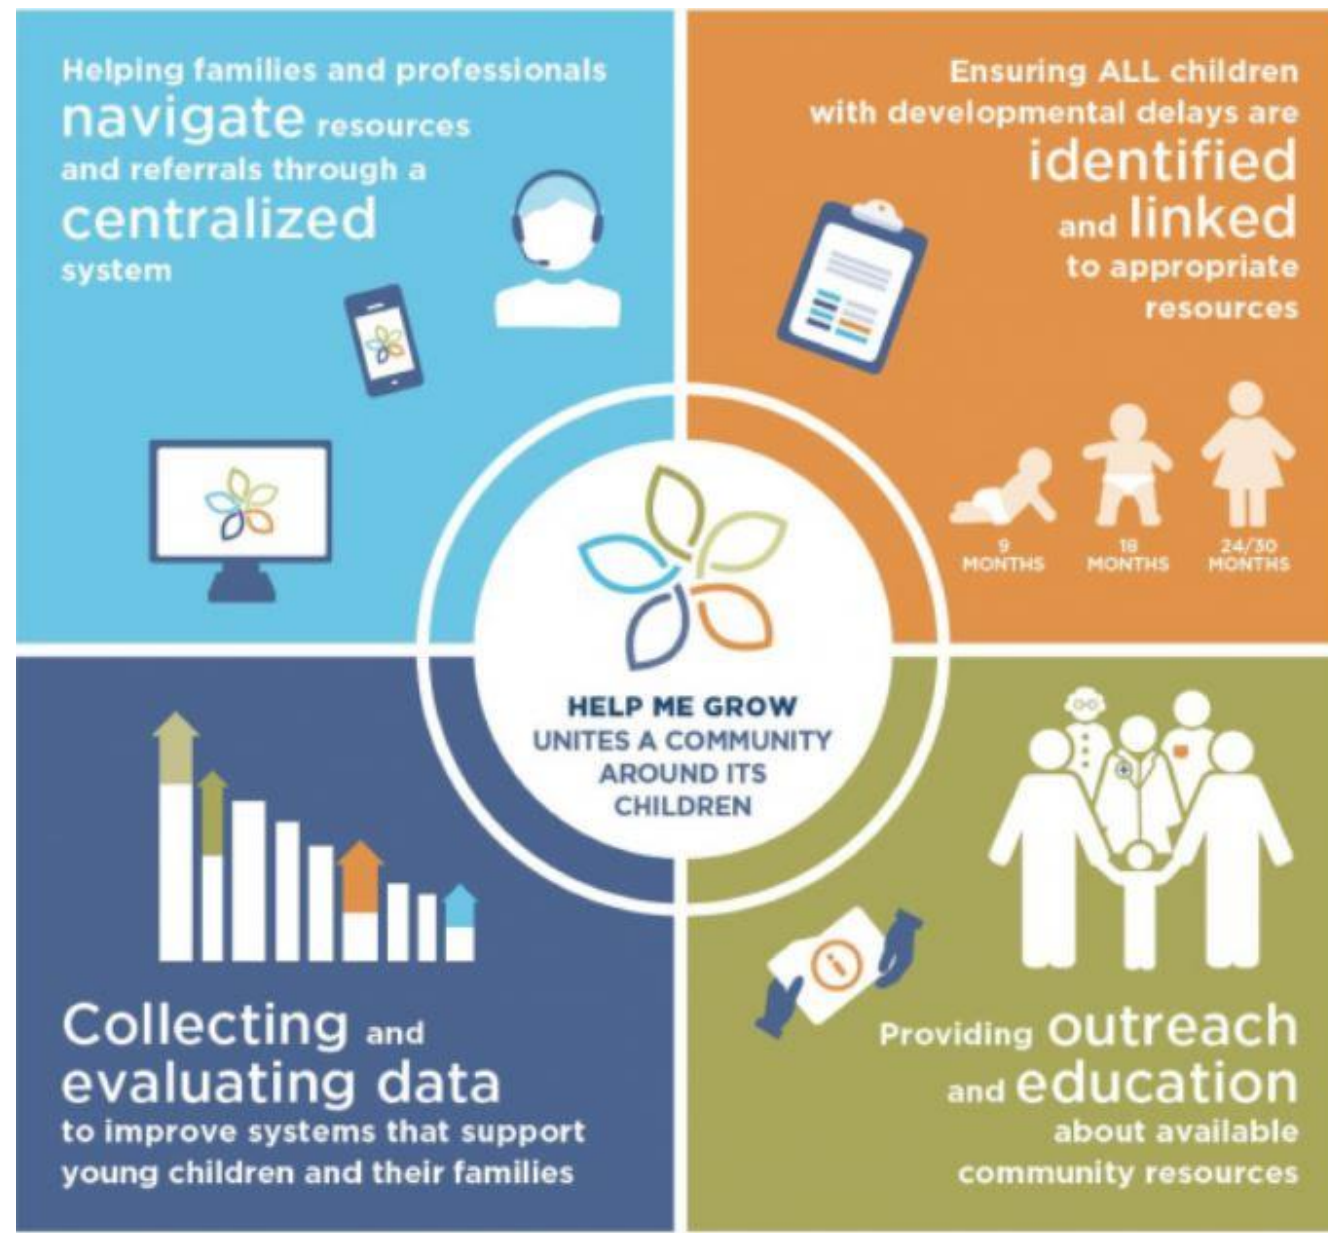 Helping families and professionals
navigate resources
and referrals through a
centralized
system
Ensuring ALL children
with developmental delays are
identified
and linked
to appropriate
resources
9
MONTHS
18
MONTHS
24/30
MONTHS
HELP ME GROW
UNITES A COMMUNITY
AROUND ITS
CHILDREN
Collecting and
evaluating data
to improve systems that support
young children and their families
i
Providing outreach
and education
about available
community resources